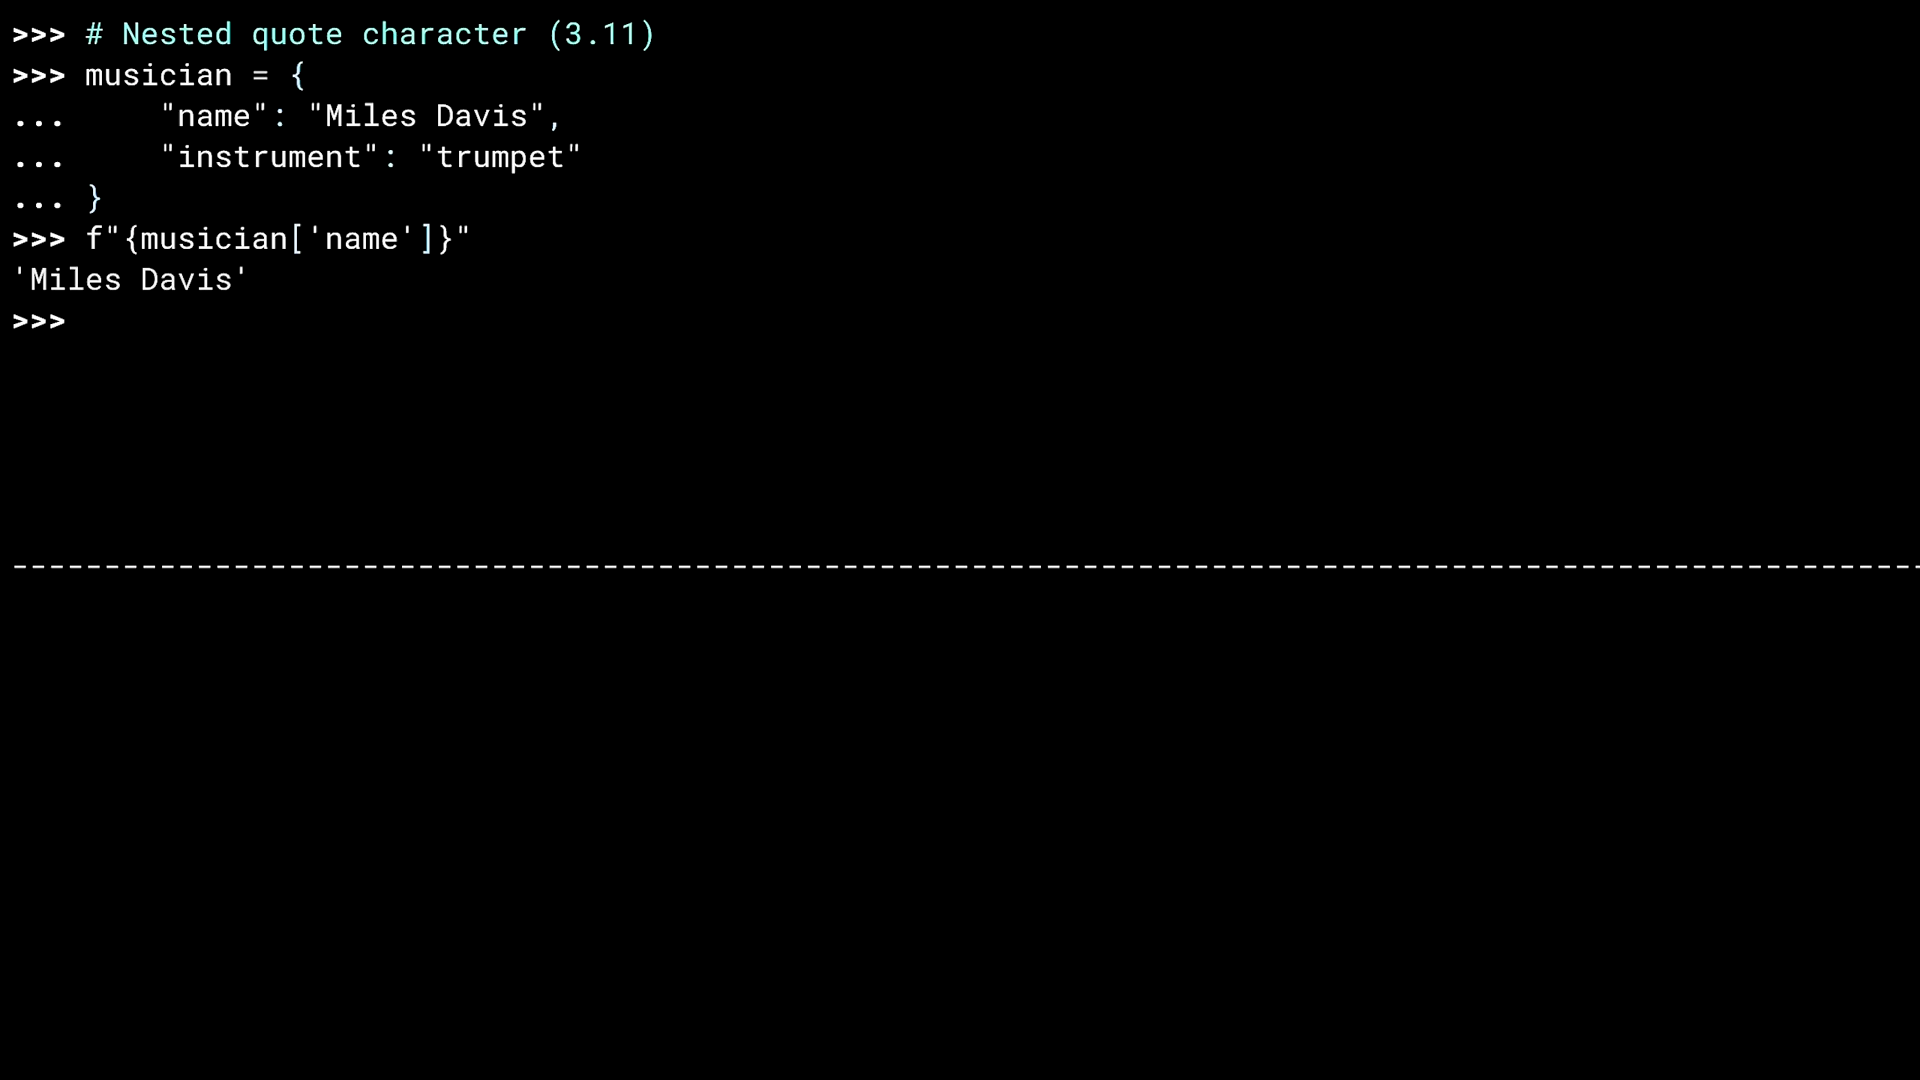 >>> # Nested quote character (3.11)
>>> musician = {
...     "name": "Miles Davis",
...     "instrument": "trumpet"
... }
>>> f"{musician['name']}"
'Miles Davis'
>>>
--------------------------------------------------------------------------------------------------------